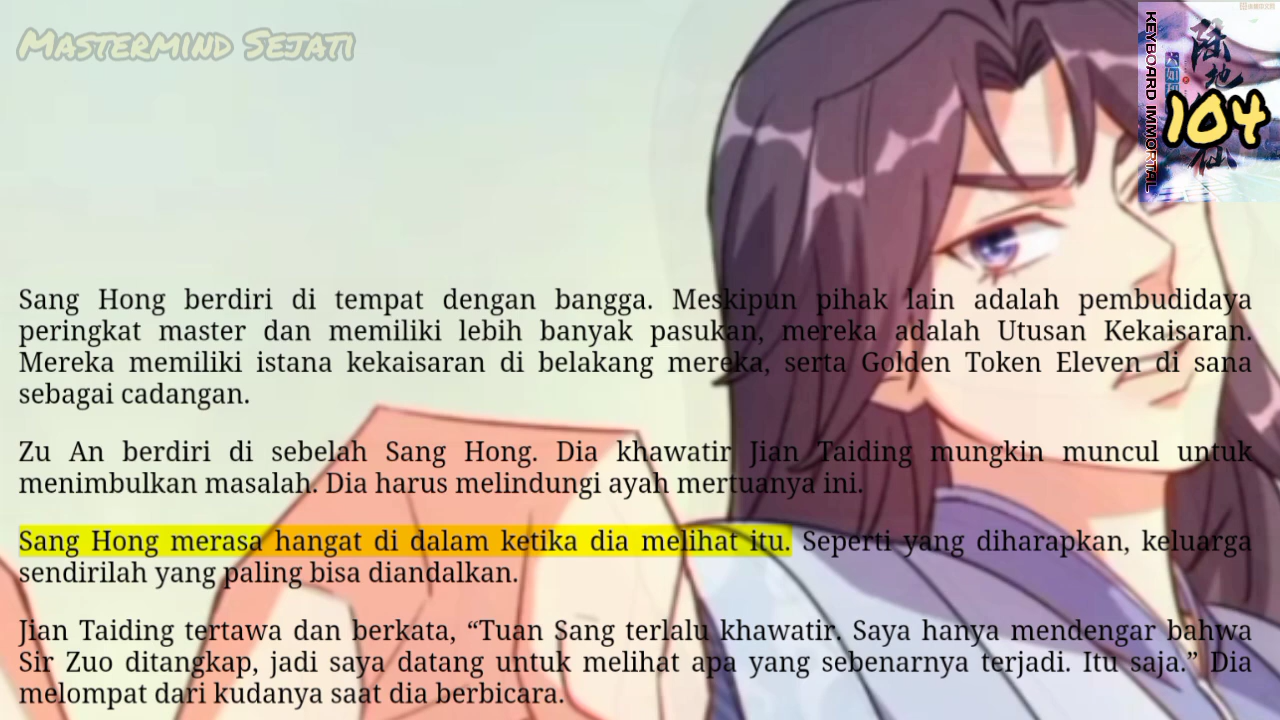 Mastermind Sejati
KEYBOARD IMMORTAL
104
Sang Hong berdiri di tempat dengan bangga. Meskipun pihak lain adalah pembudidaya
peringkat master dan memiliki lebih banyak pasukan, mereka adalah Utusan Kekaisaran.
Mereka memiliki istana kekaisaran di belakang mereka, serta Golden Token Eleven di sana
sebagai cadangan.
Zu An berdiri di sebelah Sang Hong. Dia khawatir Jian Taiding mungkin muncul untuk
menimbulkan masalah. Dia harus melindungi ayah mertuanya ini.
Sang Hong merasa hangat di dalam ketika dia melihat itu. Seperti yang diharapkan, keluarga
sendirilah yang paling bisa diandalkan.
Jian Taiding tertawa dan berkata, “Tuan Sang terlalu khawatir. Saya hanya mendengar bahwa
Sir Zuo ditangkap, jadi saya datang untuk melihat apa yang sebenarnya terjadi. Itu saja.” Dia
melompat dari kudanya saat dia berbicara.